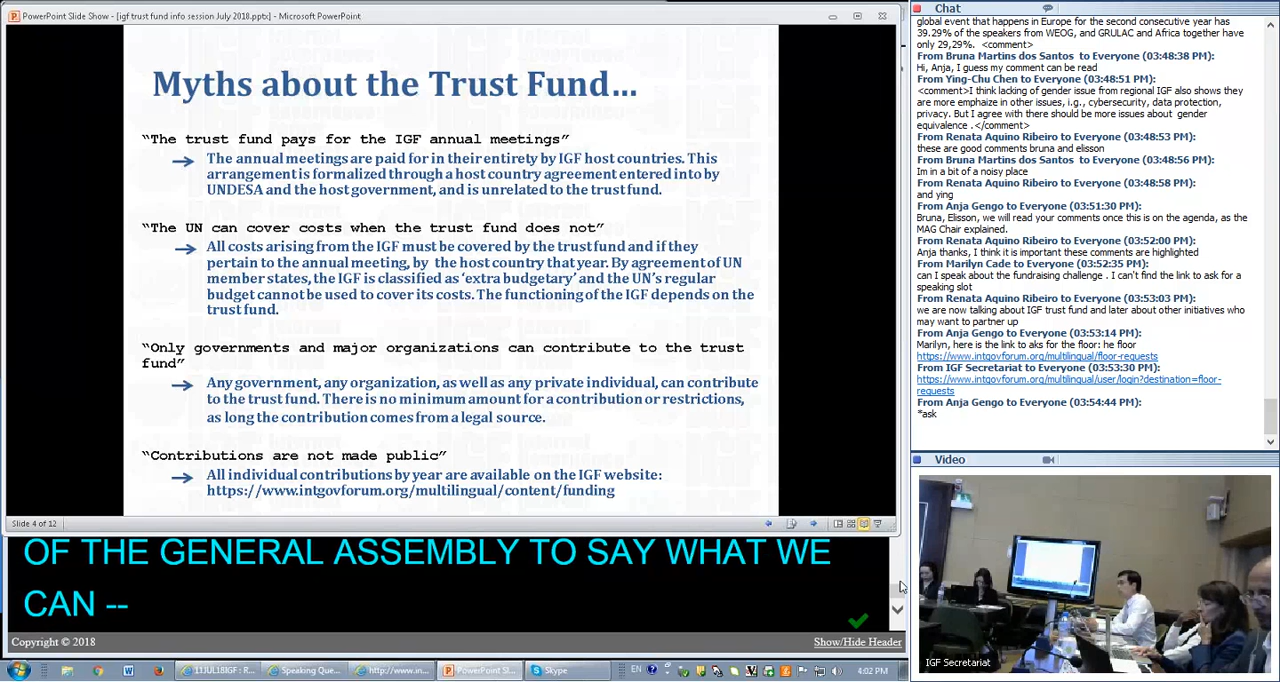 PowerPoint Slide Show - [igf trust fund info session July 2018.pptx] - Microsoft PowerPoint
Myths about the Trust Fund...
“The trust fund pays for the IGF annual meetings”
The annual meetings are paid for in their entirety by IGF host countries. This
arrangement is formalized through a host country agreement entered into by
UNDESA and the host government, and is unrelated to the trust fund.
“The UN can cover costs when the trust fund does not”
All costs arising from the IGF must be covered by the trust fund and if they
pertain to the annual meeting, by the host country that year. By agreement of UN
member states, the IGF is classified as ‘extra budgetary’ and the UN’s regular
budget cannot be used to cover its costs. The functioning of the IGF depends on the
trust fund.
“Only governments and major organizations can contribute to the trust
fund”
Any government, any organization, as well as any private individual, can contribute
to the trust fund. There is no minimum amount for a contribution or restrictions,
as long the contribution comes from a legal source.
“Contributions are not made public”
All individual contributions by year are available on the IGF website:
https://www.intgovforum.org/multilingual/content/funding
Slide 4 of 12
OF THE GENERAL ASSEMBLY TO SAY WHAT WE
CAN --
Copyright © 2018
Show/Hide Header
Chat
global event that happens in Europe for the second consecutive year has
39.29% of the speakers from WEOG, and GRULAC and Africa together have
only 29,29%. <comment>
From Bruna Martins dos Santos to Everyone (03:48:38 PM):
Hi, Anja, I guess my comment can be read
From Ying-Chu Chen to Everyone (03:48:51 PM):
<comment>I think lacking of gender issue from regional IGF also shows they
are more emphaize in other issues, i.g., cybersecurity, data protection,
privacy. But I agree with there should be more issues about gender
equivalence .</comment>
From Renata Aquino Ribeiro to Everyone (03:48:53 PM):
these are good comments bruna and elisson
From Bruna Martins dos Santos to Everyone (03:48:56 PM):
Im in a bit of a noisy place
From Renata Aquino Ribeiro to Everyone (03:48:58 PM):
and ying
From Anja Gengo to Everyone (03:51:30 PM):
Bruna, Elisson, we will read your comments once this is on the agenda, as the
MAG Chair explained.
From Renata Aquino Ribeiro to Everyone (03:52:00 PM):
Anja thanks, I think it is important these comments are highlighted
From Marilyn Cade to Everyone (03:52:35 PM):
can I speak about the fundraising challenge . I can't find the link to ask for a
speaking slot
From Renata Aquino Ribeiro to Everyone (03:53:03 PM):
we are now talking about IGF trust fund and later about other initiatives who
may want to partner up
From Anja Gengo to Everyone (03:53:14 PM):
Marilyn, here is the link to aks for the floor: he floor
https://www.intgovforum.org/multilingual/floor-requests
From IGF Secretariat to Everyone (03:53:30 PM):
https://www.intgovforum.org/multilingual/user/login?destination=floor-
requests
From Anja Gengo to Everyone (03:54:44 PM):
*ask
Video
IGF Secretariat
11JUL18IGF : R...
Speaking Que...
http://www.in...
PowerPoint Sl...
Skype
EN
4:02 PM